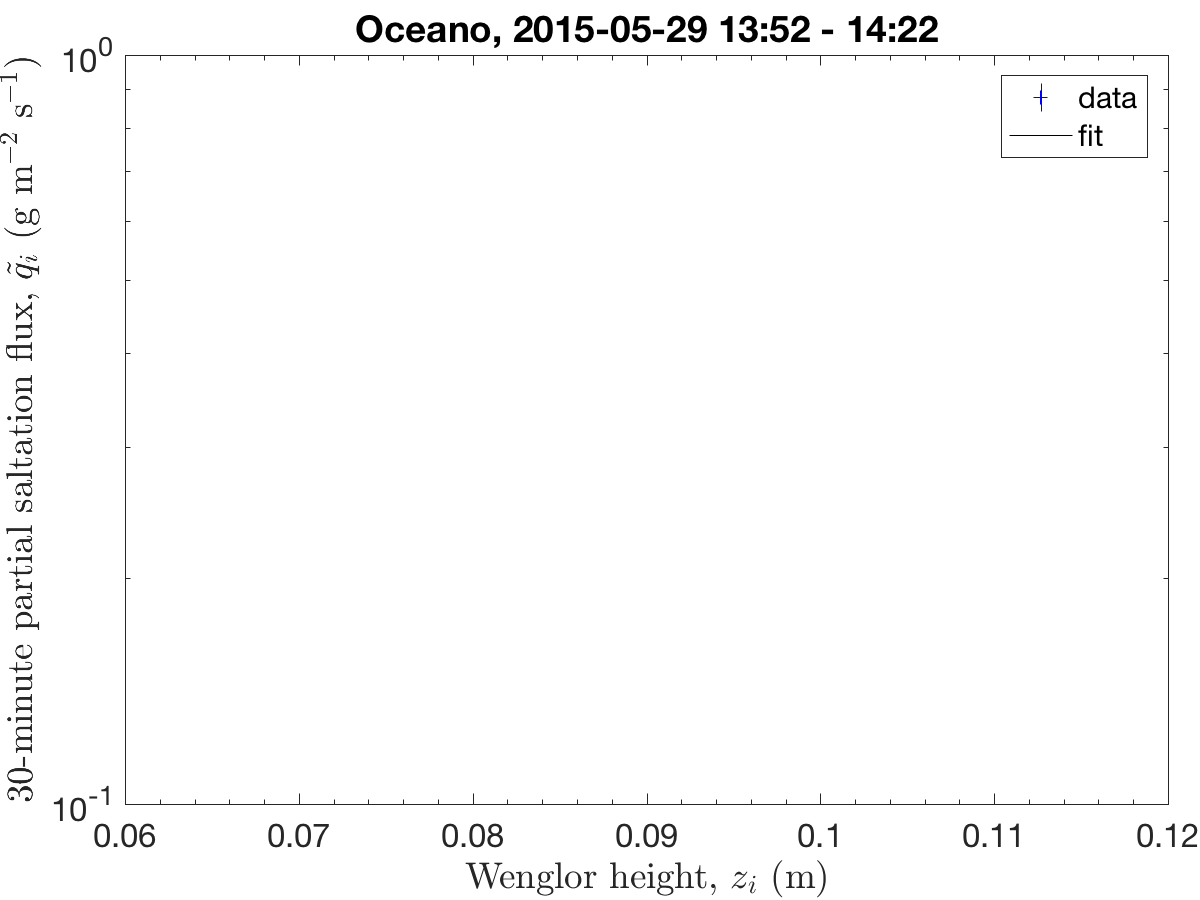 Oceano, 2015-05-29 13:52 - 14:22
10^0
30-minute partial saltation flux, q̃_i (g m^−2 s^−1)
data
fit
10^-1
0.06 0.07 0.08 0.09 0.1 0.11 0.12
Wenglor height, z_i (m)